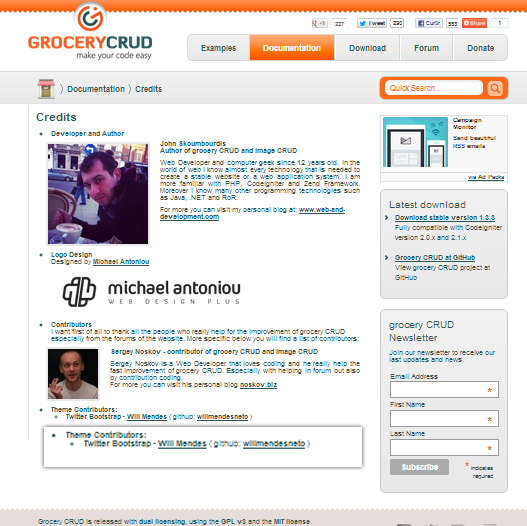 +1 237 Tweet 290 553 Share 1
GROCERYCRUD
make your code easy
Examples Documentation Download Forum Donate
Documentation Credits
Quick Search...
Credits
Developer and Author
John Skoumbourdis
Author of grocery CRUD and Image CRUD
Web Developer and computer geek since 12 years old. In the
world of web I know almost every technology that is needed to
create a stable website or a web application system. I am
more familiar with PHP, Codeigniter and Zend Framework.
Moreover I know many other programming technologies such
as Java, .NET and RoR.
For more you can visit my personal blog at: www.web-and-
development.com
Logo Design
Designed by Michael Antoniou
michael antoniou
WEB DESIGN PLUS
Contributors
I want first of all to thank all the people who really help for the improvement of grocery CRUD
especially from the forums of the website. More specific below you will find a list of contributors:
Sergey Noskov - contributor of grocery CRUD and Image CRUD
Sergey Noskov is a Web Developer that loves coding and he really help the
fast improvement of grocery CRUD. Especially with helping in forum but also
by contribution coding.
For more you can visit his personal blog noskov.biz
Theme Contributors:
Twitter Bootstrap - Will Mendes ( github: willmendesneto )
Theme Contributors:
Twitter Bootstrap - Will Mendes ( github: willmendesneto )
Campaign
Monitor
Send beautiful
RSS emails
via Ad Packs
Latest download
Download stable version 1.3.3
Fully compatible with Codeigniter
version 2.0.x and 2.1.x
Grocery CRUD at GitHub
View grocery CRUD project at
GitHub
grocery CRUD
Newsletter
Join our newsletter to receive our
last updates and news.
Email Address
*
First Name
*
Last Name
*
Subscribe
* indicates
required
Grocery CRUD is released with dual licensing, using the GPL v3 and the MIT license.